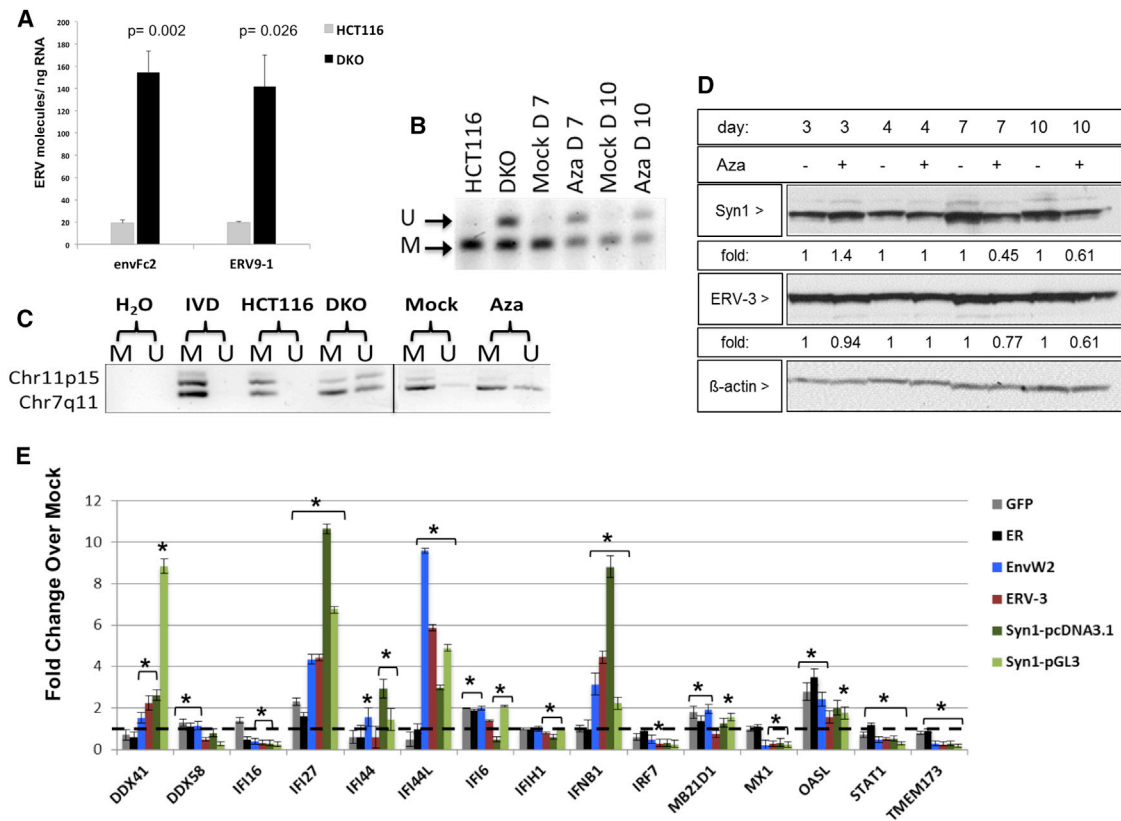 A
ERV molecules/ ng RNA
200
180
160
140
120
100
80
60
40
20
0
p= 0.002
p= 0.026
envFc2
ERV9-1
HCT116
DKO
B
HCT116
DKO
Mock D 7
Aza D 7
Mock D 10
Aza D 10
U
M
C
H2O IVD HCT116 DKO Mock Aza
M U M U M U M U M U M U
Chr11p15
Chr7q11
D
day: 3 3 4 4 7 7 10 10
Aza - + - + - + - +
Syn1 >
fold: 1 1.4 1 1 1 0.45 1 0.61
ERV-3 >
fold: 1 0.94 1 1 1 0.77 1 0.61
ß-actin >
E
Fold Change Over Mock
12
10
8
6
4
2
0
* * * * * * * * * * * * * * * * * * *
DDX41
DDX58
IFI16
IFI27
IFI44
IFI44L
IFI6
IFIH1
IFNB1
IRF7
MB21D1
MX1
OASL
STAT1
TMEM173
GFP
ER
EnvW2
ERV-3
Syn1-pcDNA3.1
Syn1-pGL3